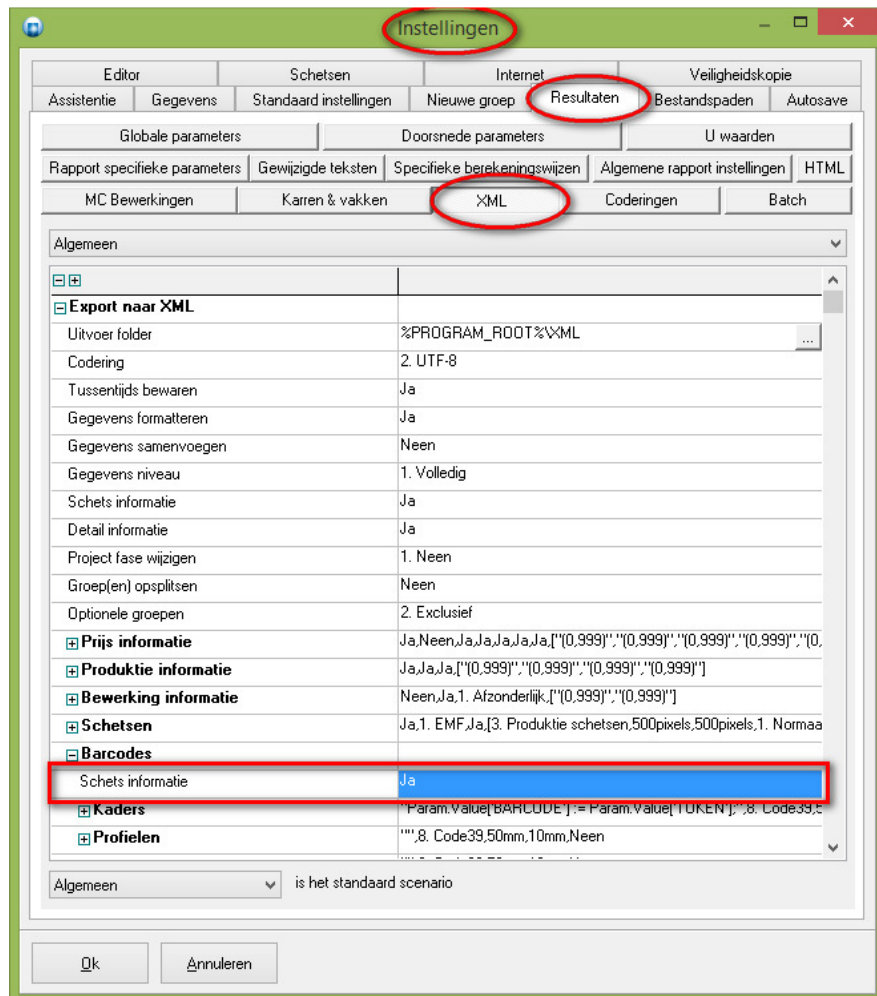 Instellingen
Editor Schetsen Internet Veiligheidskopie
Assistentie Gegevens Standaard instellingen Nieuwe groep Resultaten Bestandspaden Autosave
Globale parameters Doorsnede parameters U waarden
Rapport specifieke parameters Gewijzigde teksten Specifieke berekeningswijzen Algemene rapport instellingen HTML
MC Bewerkingen Karren & vakken XML Coderingen Batch
Algemeen
Export naar XML
Uitvoer folder %PROGRAM_ROOT%\XML ...
Codering 2. UTF-8
Tussentijds bewaren Ja
Gegevens formatteren Ja
Gegevens samenvoegen Neen
Gegevens niveau 1. Volledig
Schets informatie Ja
Detail informatie Ja
Project fase wijzigen 1. Neen
Groep(en) opsplitsen Neen
Optionele groepen 2. Exclusief
Prijs informatie Ja,Neen,Ja,Ja,Ja,Ja,Ja,["(0,999)","(0,999)","(0,999)","(0,999)","(0,
Produktie informatie Ja,Ja,Ja,["(0,999)","(0,999)","(0,999)","(0,999)"]
Bewerking informatie Neen,Ja,1. Afzonderlijk,["(0,999)","(0,999)"]
Schetsen Ja,1. EMF,Ja,[3. Produktie schetsen,500pixels,500pixels,1. Normaa
Barcodes
Schets informatie Ja
Kaders "Param.Value['BARCODE'] := Param.Value['TOKEN'];",8. Code39,5
Profielen "",8. Code39,50mm,10mm,Neen
Algemeen is het standaard scenario
Ok Annuleren